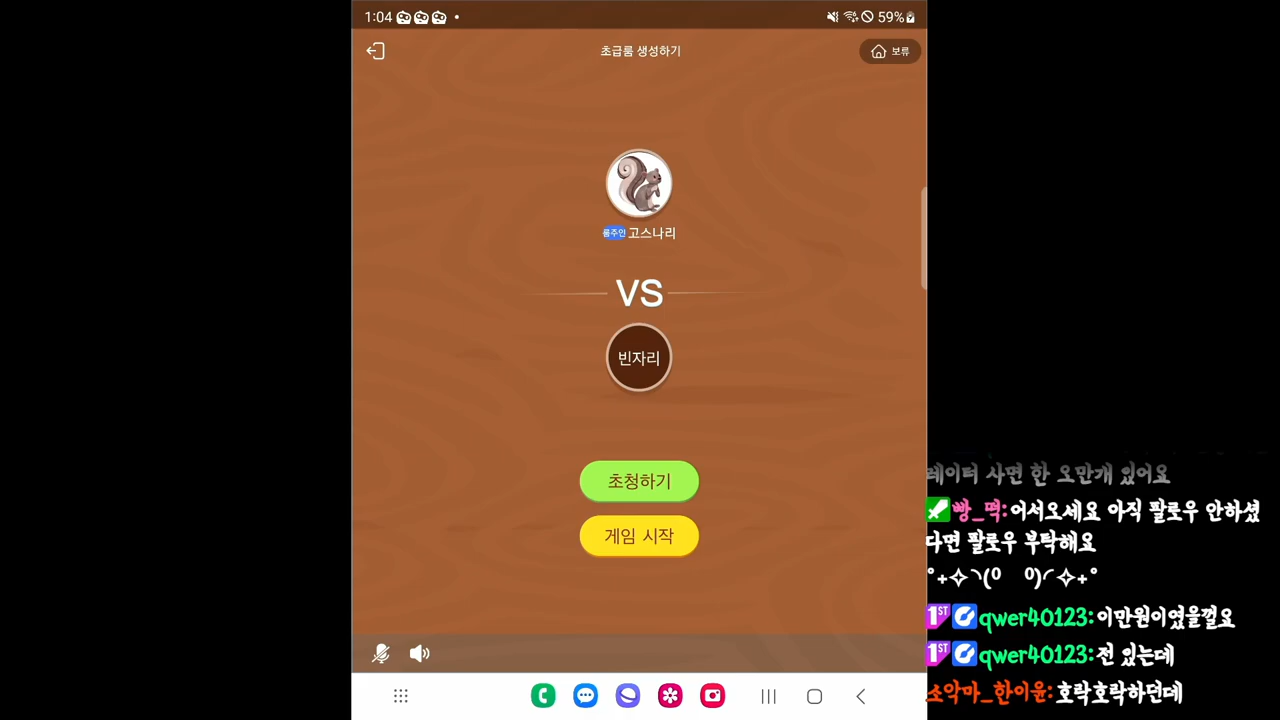 1:04
59%
초급룸 생성하기
보류
룸주인 고스나리
VS
빈자리
초청하기
게임 시작
레이터 사면 한 오만개 있어요
빵_떡:어서오세요 아직 팔로우 안하셨
다면 팔로우 부탁해요
˚₊✧◝(⁰ ⁰)◜✧₊˚
1ST qwer40123:이만원이였을껄요
1ST qwer40123:전 있는데
소악마_한이윤:호락호락하던데